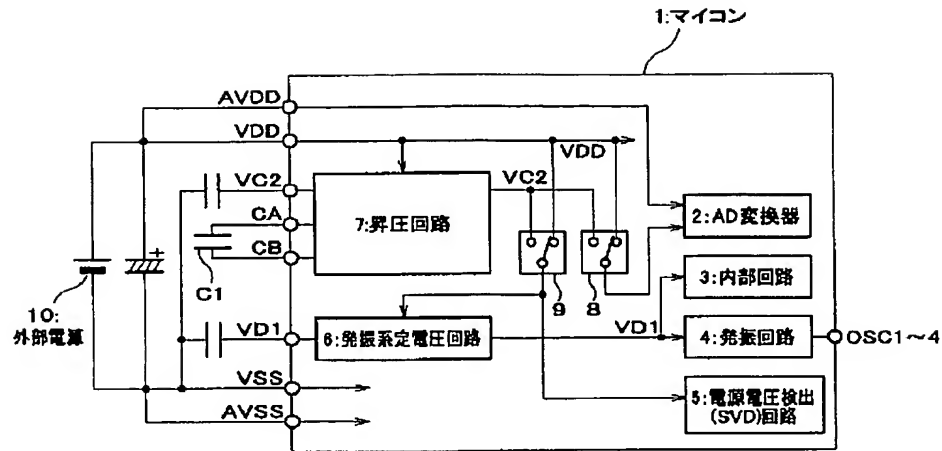 1:マイコン
AVDD
VDD
VDD
VC2
VC2
CA
7:昇圧回路
2:AD変換器
CB
C1
3:内部回路
9
8
10:
外部電源
VD1
6:発振系定電圧回路
VD1
4:発振回路
OSC1～4
VSS
5:電源電圧検出
(SVD)回路
AVSS
+